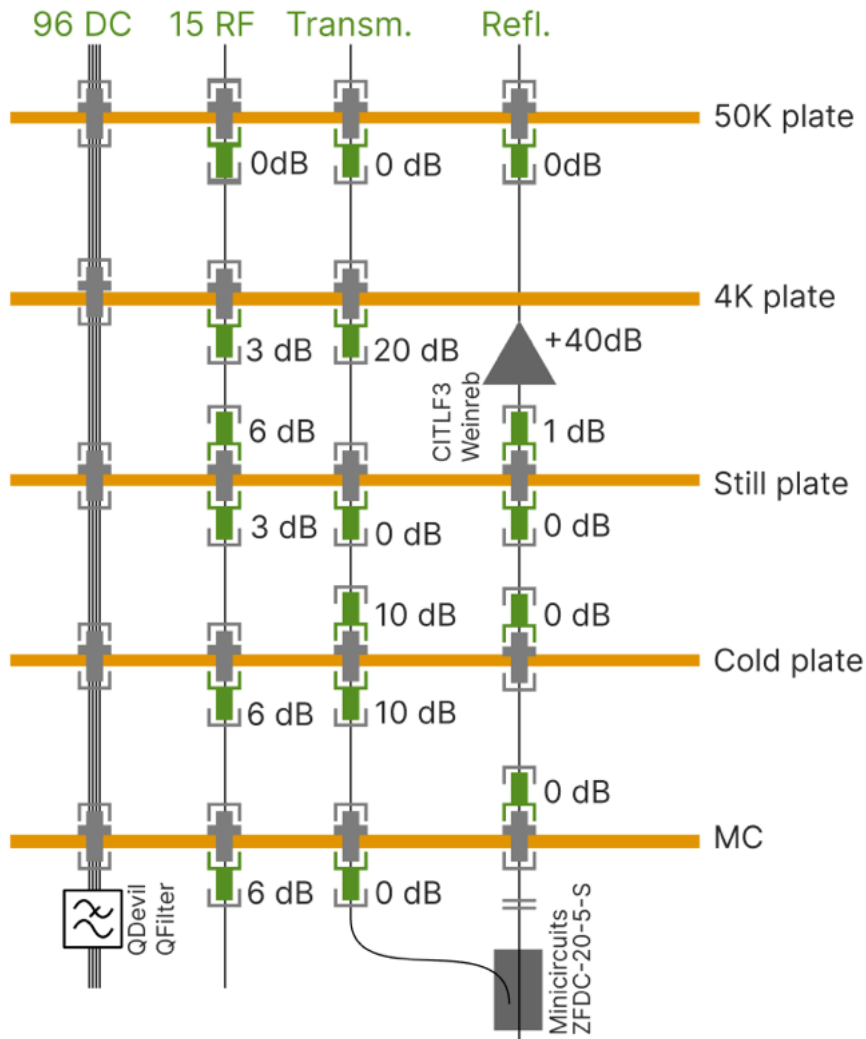 96 DC 15 RF Transm. Refl.
50K plate
0dB 0 dB 0dB
4K plate
3 dB 20 dB +40dB
CITLF3
Weinreb
6 dB 1 dB
Still plate
3 dB 0 dB 0 dB
10 dB 0 dB
Cold plate
6 dB 10 dB
0 dB
MC
6 dB 0 dB
QDevil
QFilter
Minicircuits
ZFDC-20-5-S